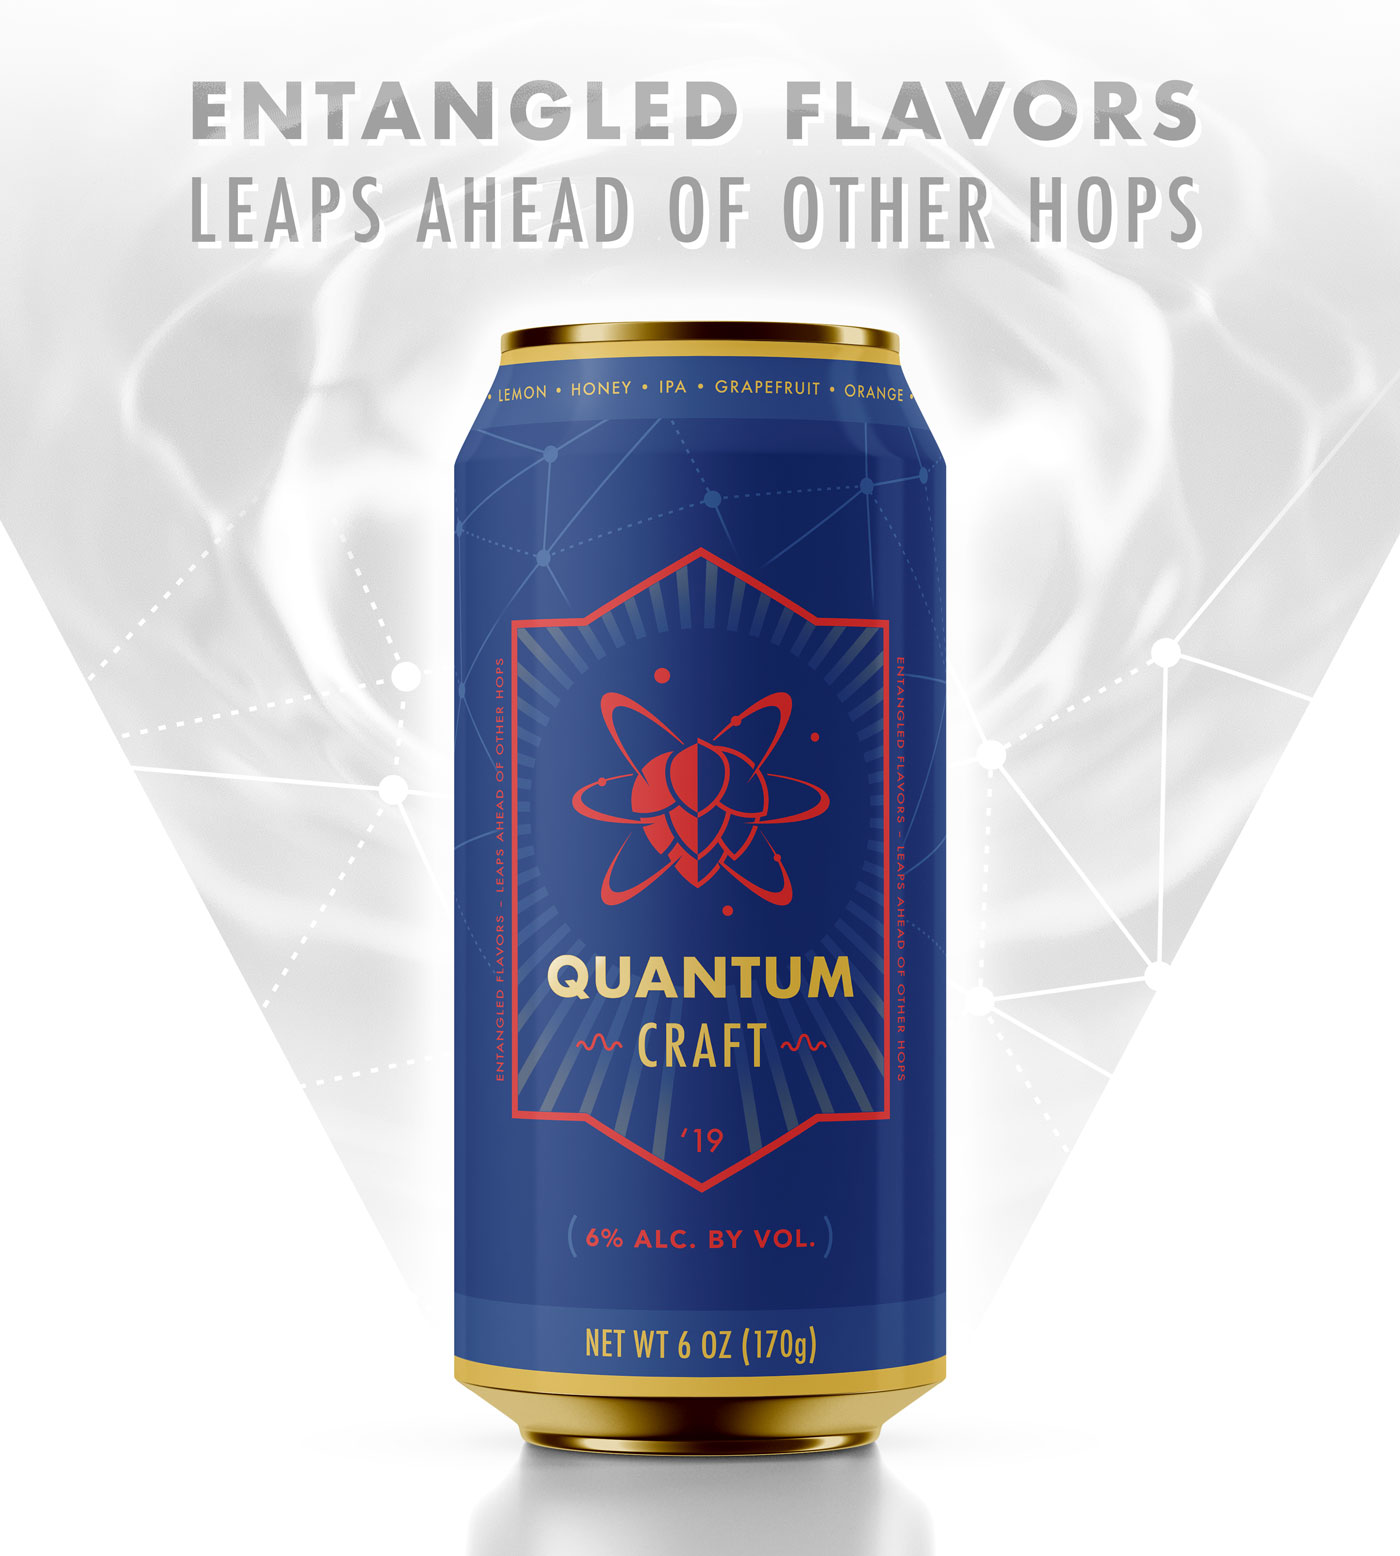 ENTANGLED FLAVORS
LEAPS AHEAD OF OTHER HOPS
• LEMON • HONEY • IPA • GRAPEFRUIT • ORANGE •
ENTANGLED FLAVORS – LEAPS AHEAD OF OTHER HOPS
ENTANGLED FLAVORS – LEAPS AHEAD OF OTHER HOPS
QUANTUM
CRAFT
‘19
(6% ALC. BY VOL.)
NET WT 6 OZ (170g)